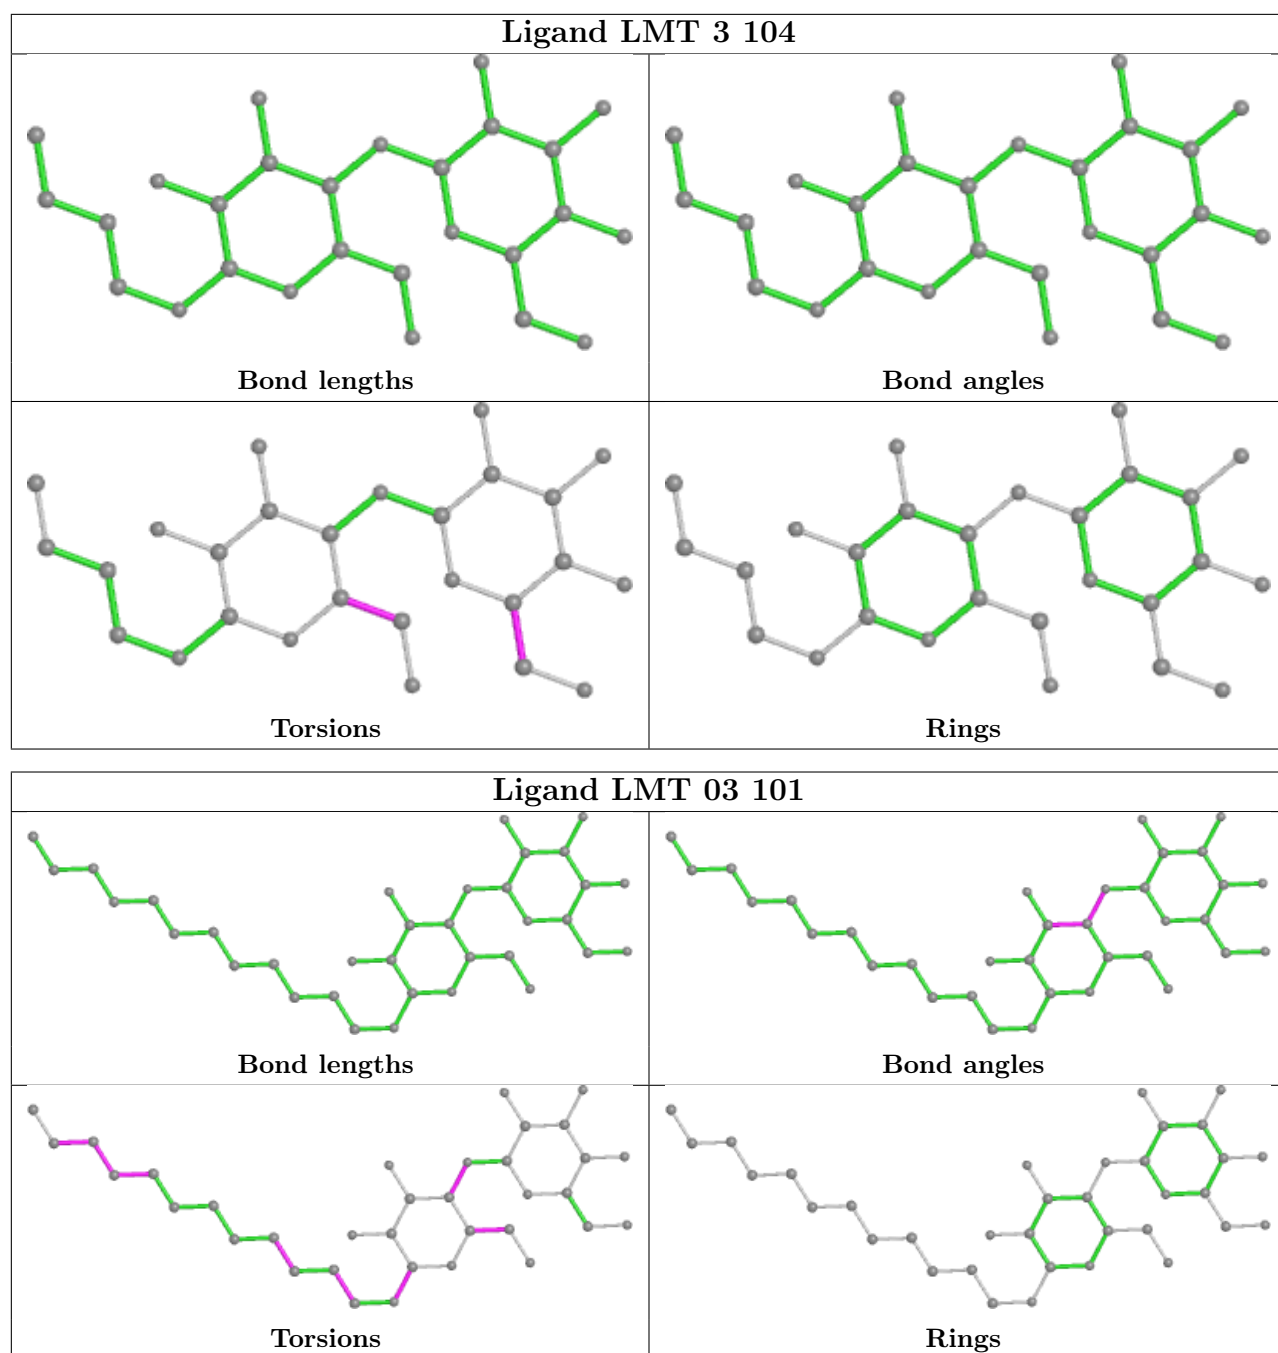 Ligand LMT 3 104
Bond lengths
Bond angles
Torsions
Rings
Ligand LMT 03 101
Bond lengths
Bond angles
Torsions
Rings